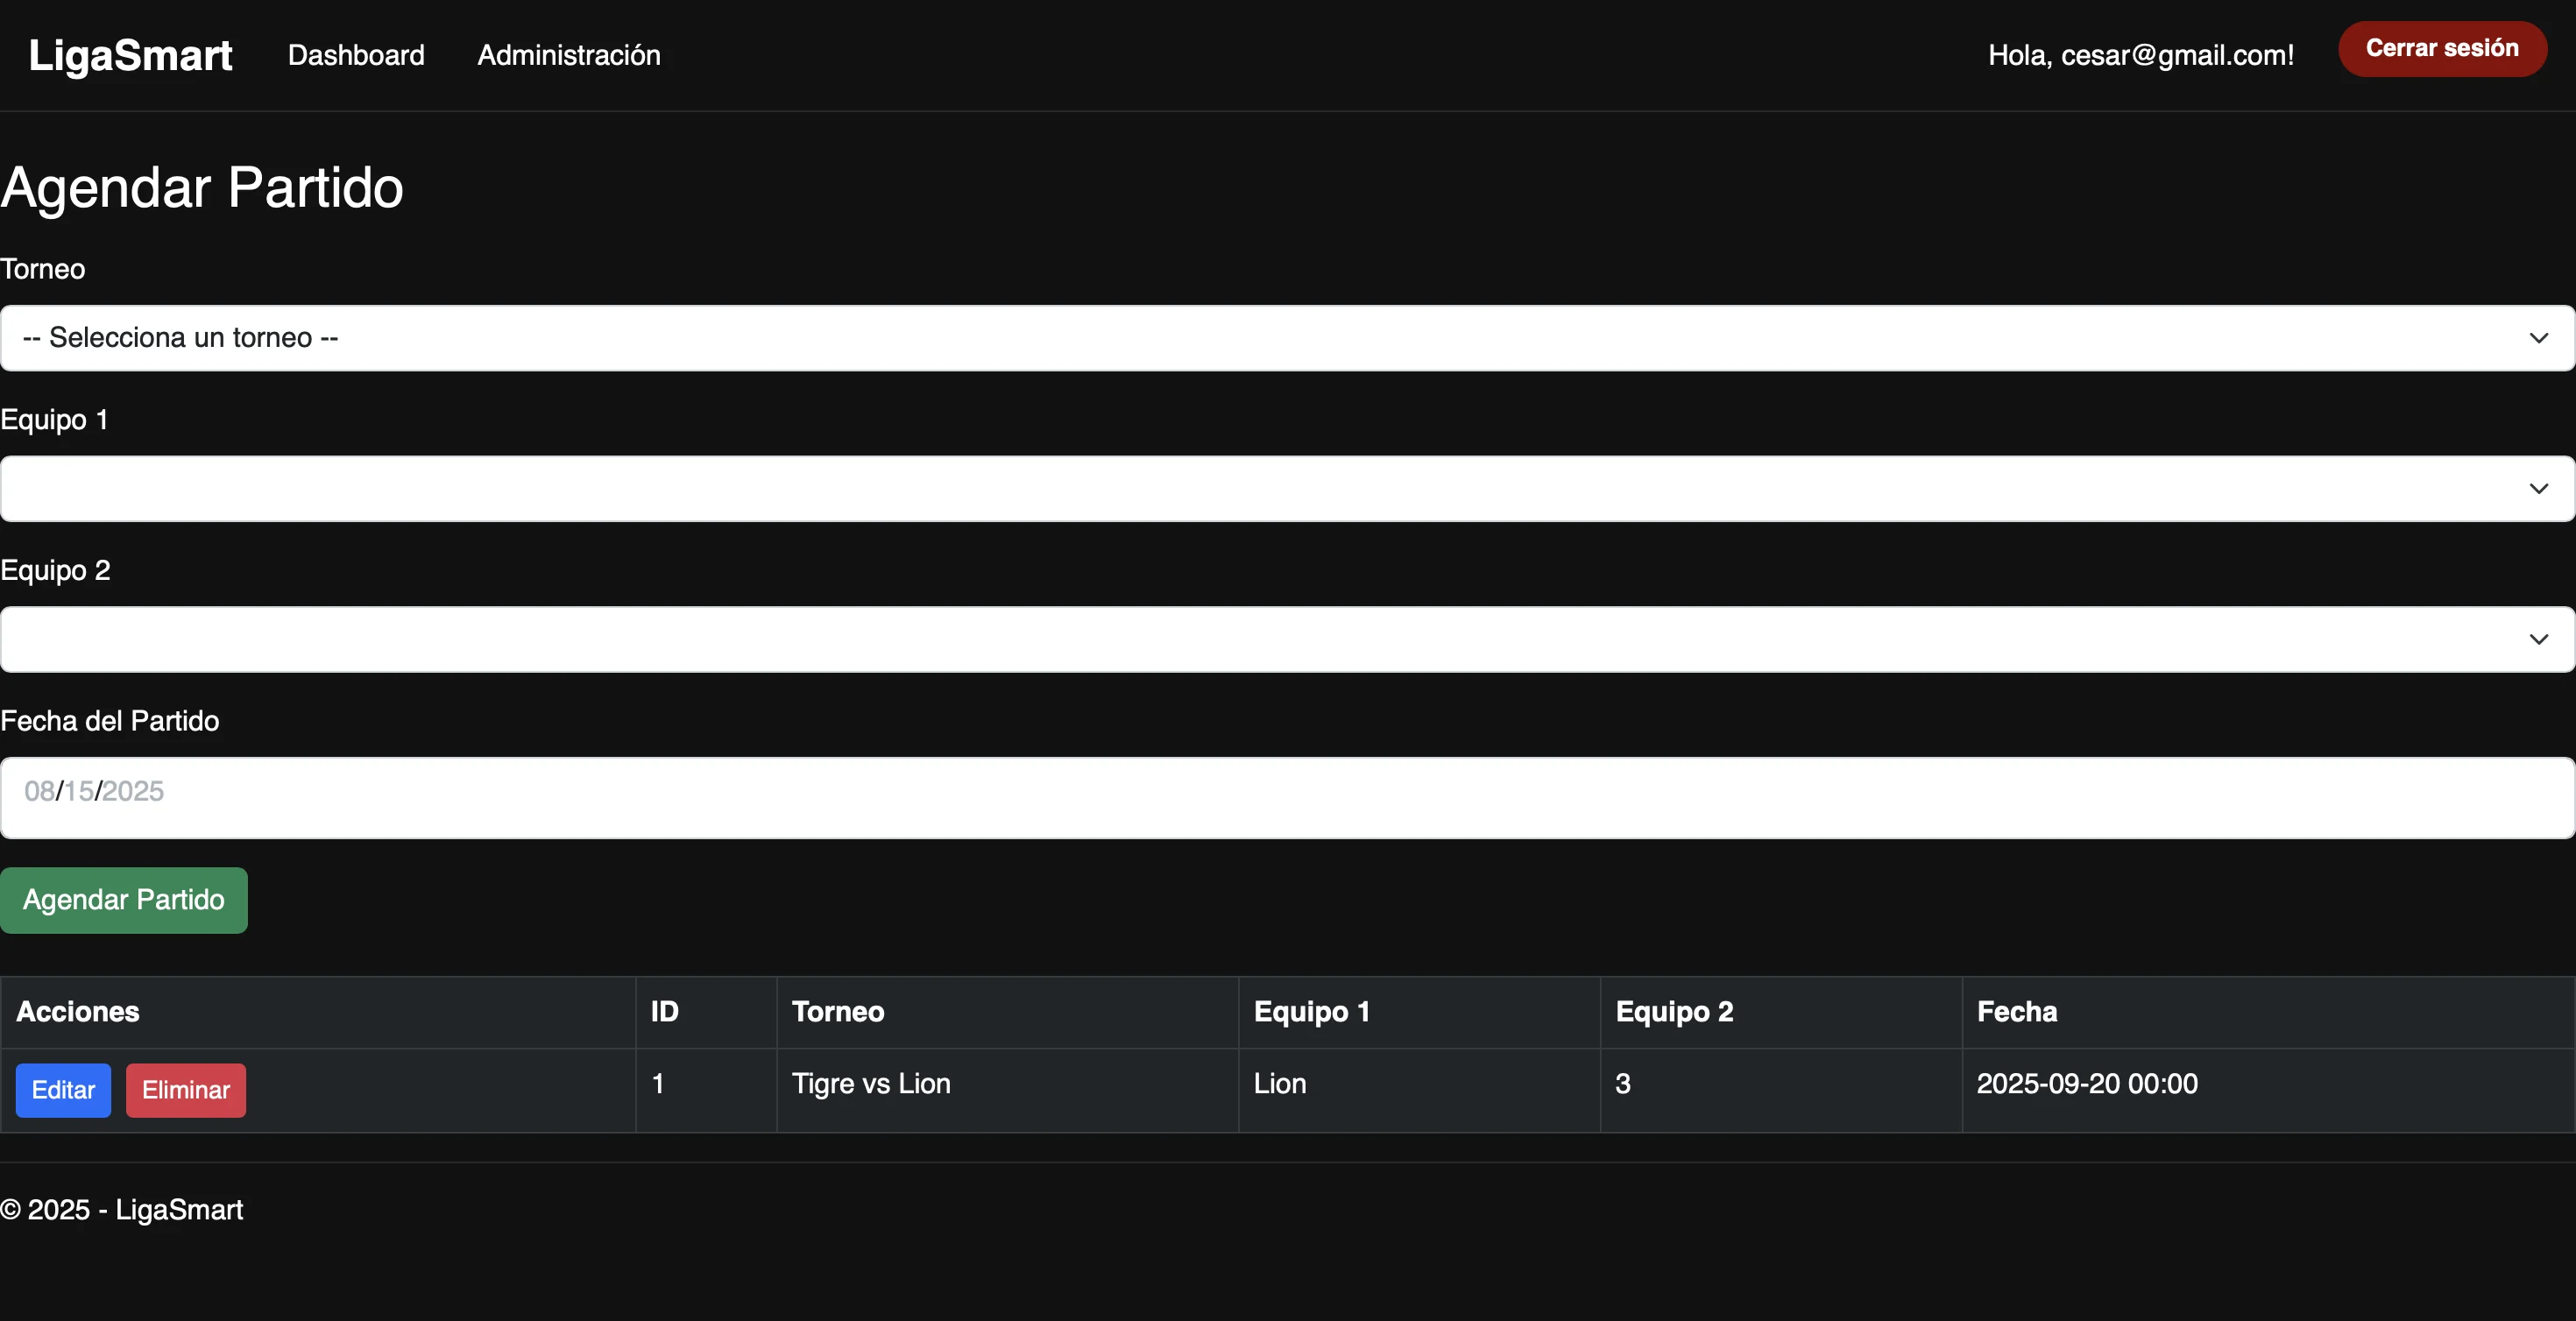 LigaSmart Dashboard Administración Hola, cesar@gmail.com! Cerrar sesión
Agendar Partido
Torneo
-- Selecciona un torneo --
Equipo 1
Equipo 2
Fecha del Partido
08/15/2025
Agendar Partido
Acciones ID Torneo Equipo 1 Equipo 2 Fecha
Editar Eliminar 1 Tigre vs Lion Lion 3 2025-09-20 00:00
© 2025 - LigaSmart